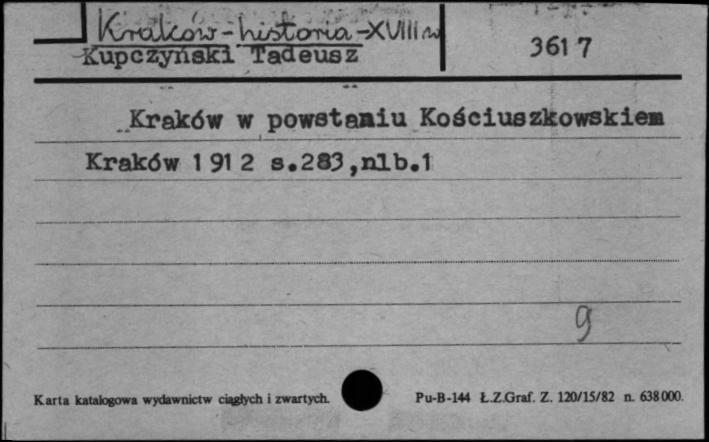 Kraków-historia-XVIII w
Kupczyński Tadeusz
3617
Kraków w powstaniu Kościuszkowskiem
Kraków 1912 s.283,nlb.1
9
Karta katalogowa wydawnictw ciągłych i zwartych.
Pu-B-144 Ł.Z.Graf. Z. 120/15/82 n. 638000.